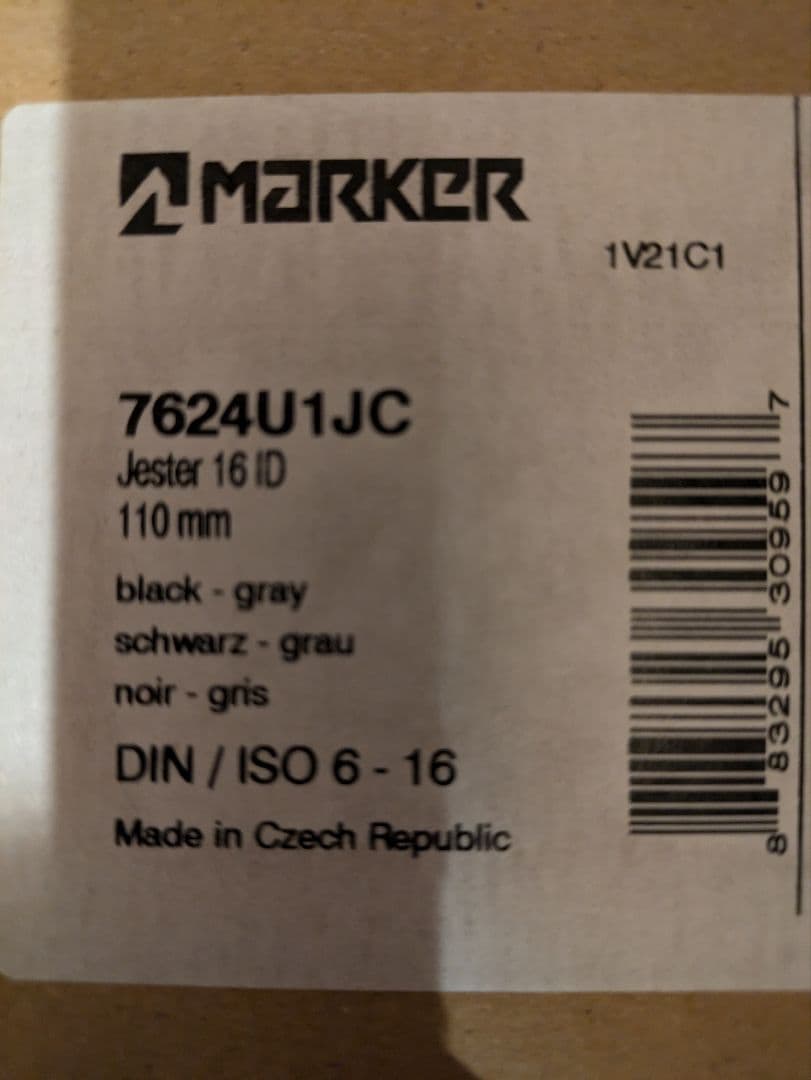 MARKER
1V21C1
7624U1JC
Jester 16 ID
110 mm
black - gray
schwarz - grau
noir - gris
DIN / ISO 6 - 16
Made in Czech Republic
8 83295 30959 7